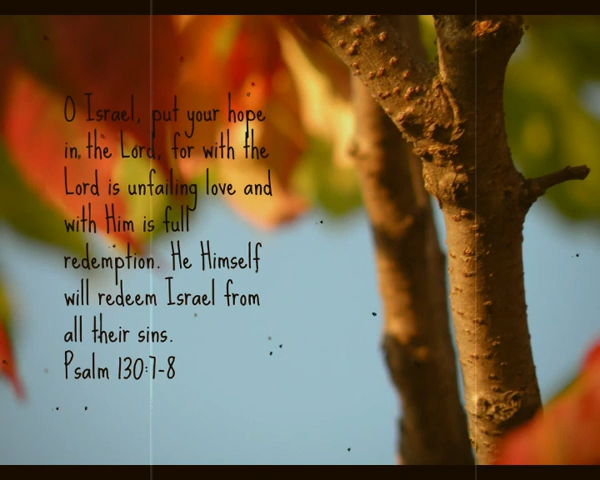 O Israel, put your hope
in the Lord, for with the
Lord is unfailing love and
with Him is full
redemption. He Himself
will redeem Israel from
all their sins.
Psalm 130:7-8